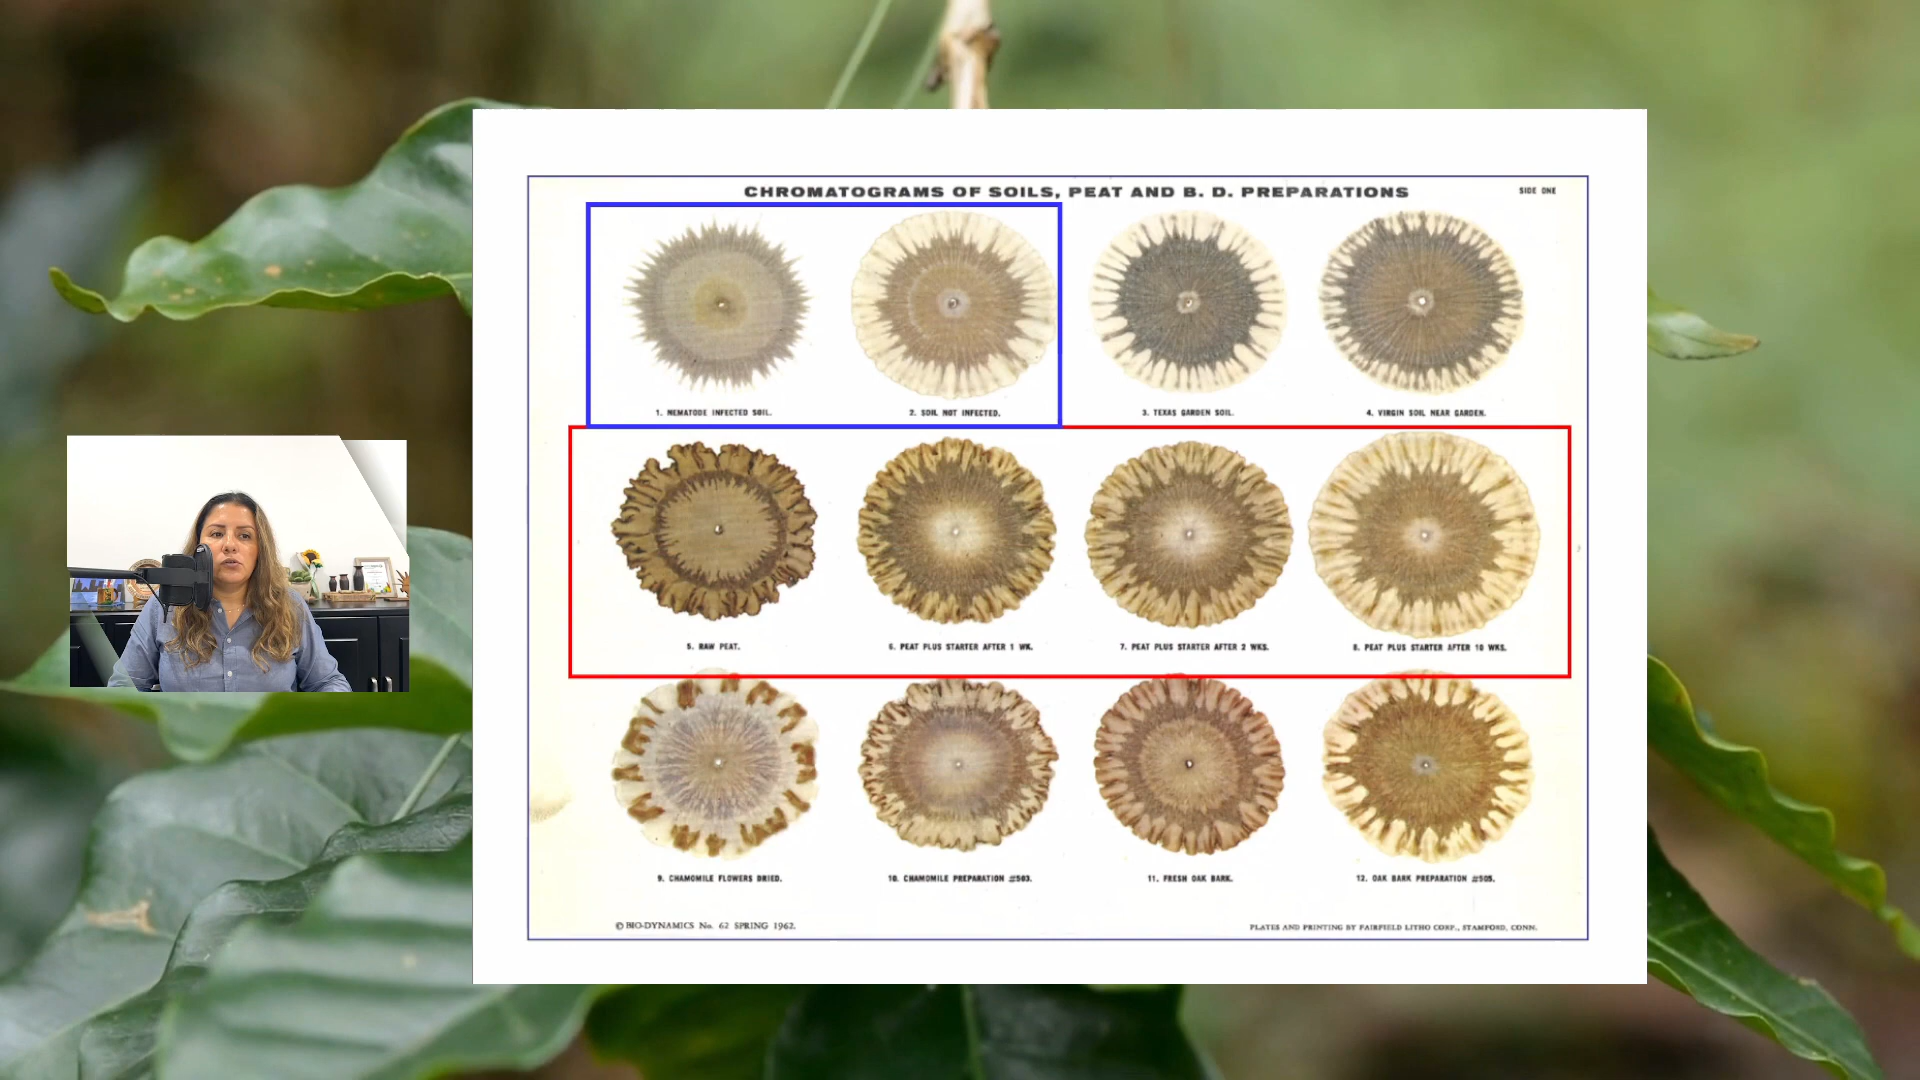 CHROMATOGRAMS OF SOILS, PEAT AND B. D. PREPARATIONS
SIDE ONE
1. NEMATODE INFECTED SOIL.
2. SOIL NOT INFECTED.
3. TEXAS GARDEN SOIL.
4. VIRGIN SOIL NEAR GARDEN.
5. RAW PEAT.
6. PEAT PLUS STARTER AFTER 1 WK.
7. PEAT PLUS STARTER AFTER 2 WKS.
8. PEAT PLUS STARTER AFTER 10 WKS.
9. CHAMOMILE FLOWERS DRIED.
10. CHAMOMILE PREPARATION #503.
11. FRESH OAK BARK.
12. OAK BARK PREPARATION #505.
© BIO-DYNAMICS No. 62 SPRING 1962.
PLATES AND PRINTING BY FAIRFIELD LITHO CORP., STAMFORD, CONN.